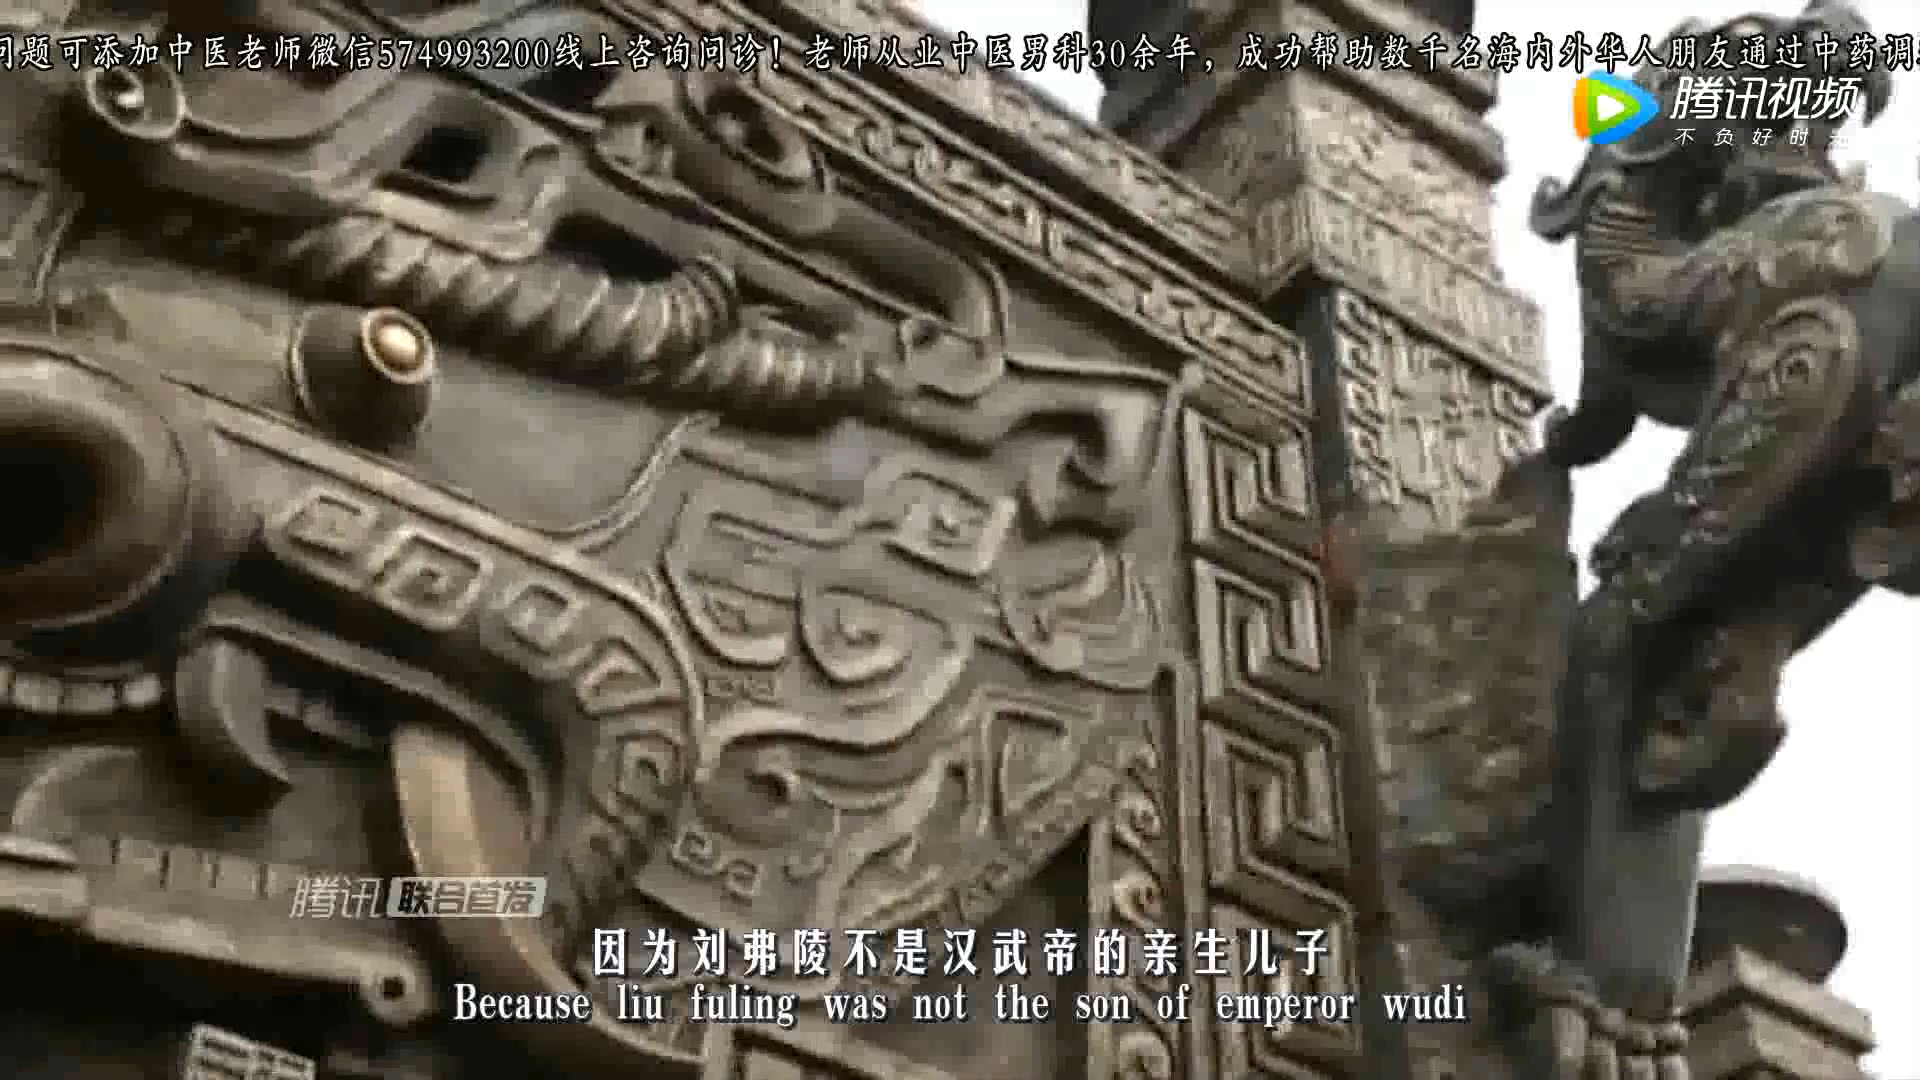 问题可添加中医老师微信574993200线上咨询问诊！老师从业中医男科30余年，成功帮助数千名海内外华人朋友通过中药调
腾讯视频
不负好时光
腾讯 联合首发
因为刘弗陵不是汉武帝的亲生儿子
Because liu fuling was not the son of emperor wudi